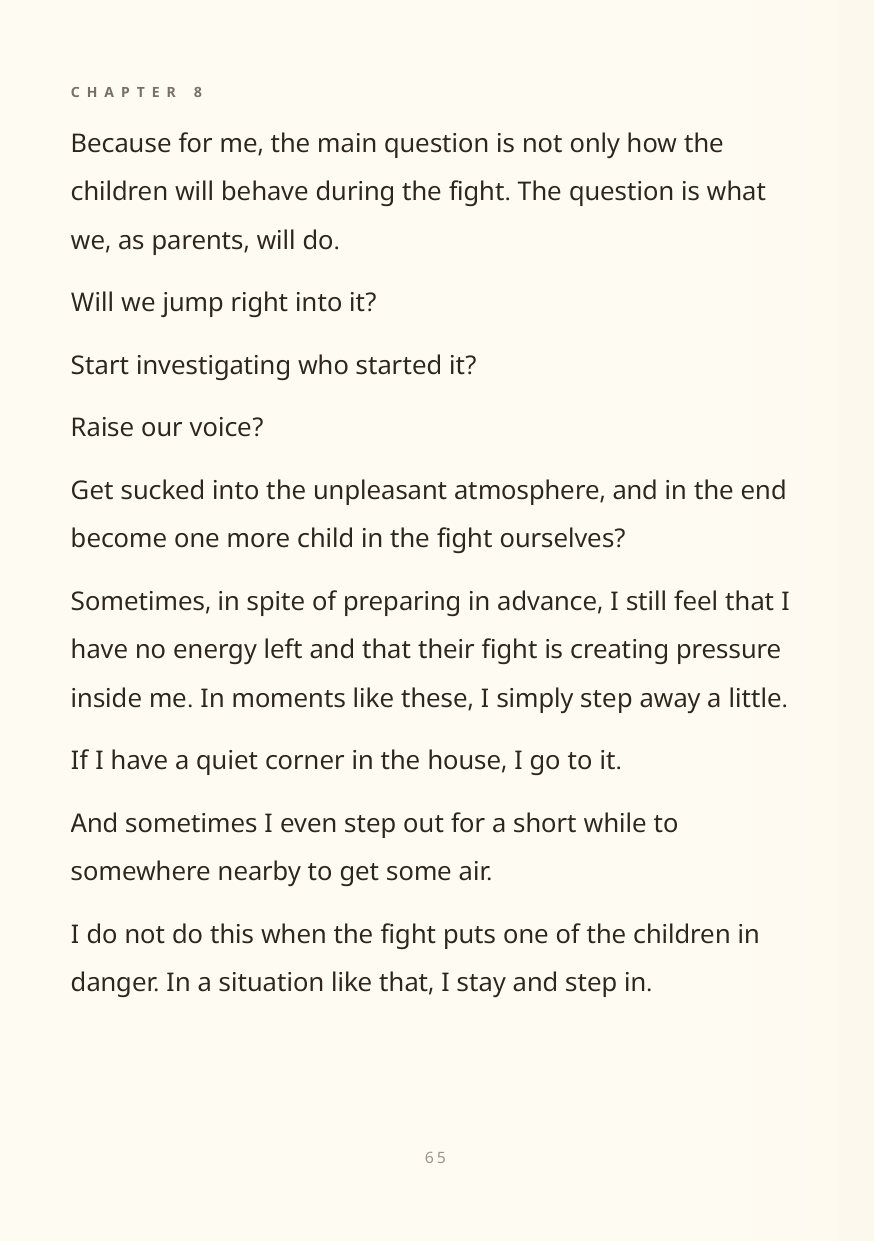 CHAPTER 8
Because for me, the main question is not only how the
children will behave during the fight. The question is what
we, as parents, will do.
Will we jump right into it?
Start investigating who started it?
Raise our voice?
Get sucked into the unpleasant atmosphere, and in the end
become one more child in the fight ourselves?
Sometimes, in spite of preparing in advance, I still feel that I
have no energy left and that their fight is creating pressure
inside me. In moments like these, I simply step away a little.
If I have a quiet corner in the house, I go to it.
And sometimes I even step out for a short while to
somewhere nearby to get some air.
I do not do this when the fight puts one of the children in
danger. In a situation like that, I stay and step in.
65